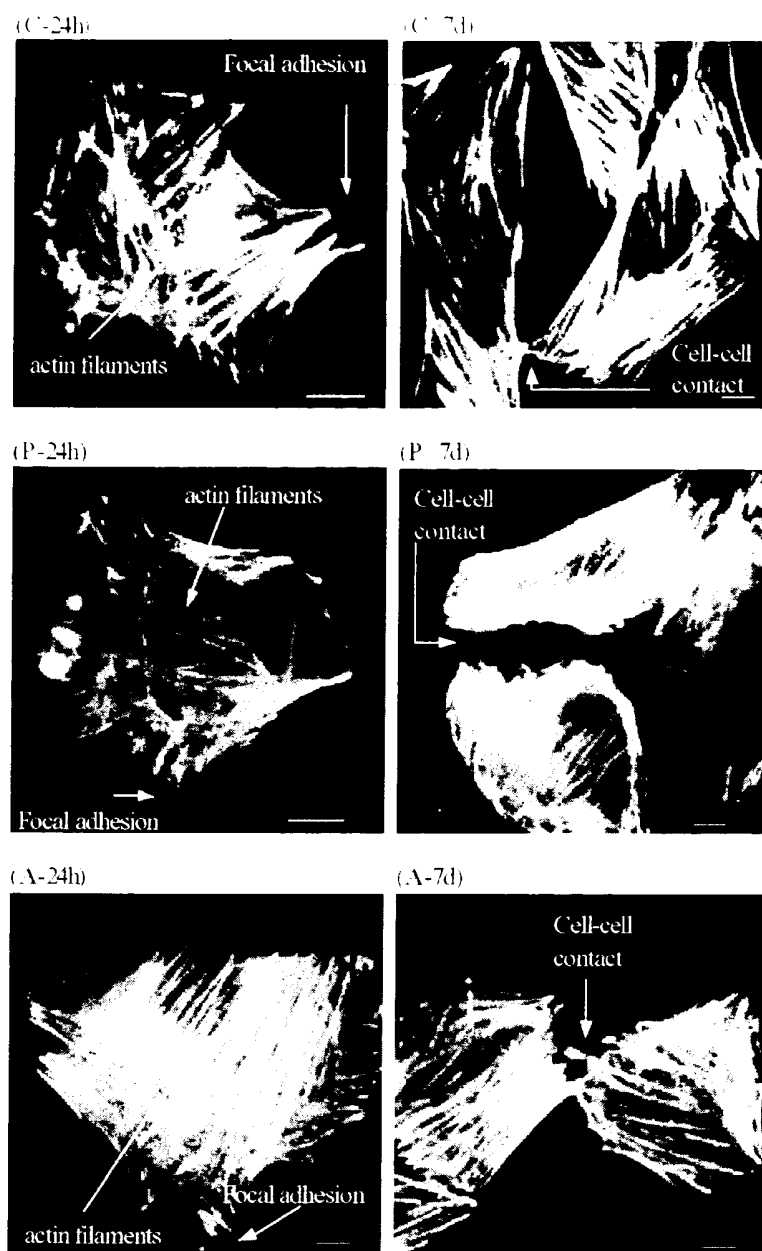 (C-24h)
(C-7d)
Focal adhesion
actin filaments
Cell-cell
contact
(P-24h)
(P-7d)
actin filaments
Cell-cell
contact
Focal adhesion
(A-24h)
(A-7d)
Cell-cell
contact
Focal adhesion
actin filaments